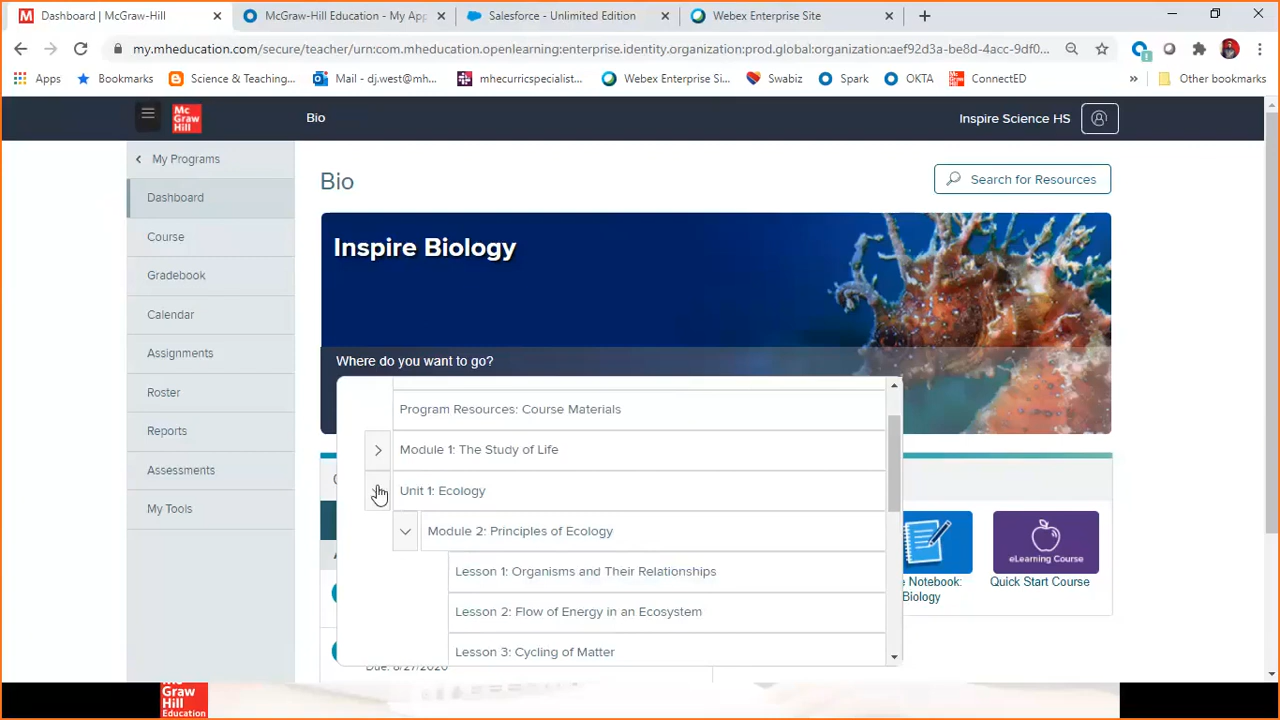 Dashboard | McGraw-Hill
McGraw-Hill Education - My App
Salesforce - Unlimited Edition
Webex Enterprise Site
my.mheducation.com/secure/teacher/urn:com.mheducation.openlearning:enterprise.identity.organization:prod.global:organization:aef92d3a-be8d-4acc-9df0...
Apps
Bookmarks
Science & Teaching...
Mail - dj.west@mh...
mhecurricspecialist...
Webex Enterprise Si...
Swabiz
Spark
OKTA
ConnectED
»
Other bookmarks
Mc
Graw
Hill
Bio
Inspire Science HS
My Programs
Dashboard
Course
Gradebook
Calendar
Assignments
Roster
Reports
Assessments
My Tools
Bio
Search for Resources
Inspire Biology
Where do you want to go?
Program Resources: Course Materials
Module 1: The Study of Life
Unit 1: Ecology
Module 2: Principles of Ecology
Lesson 1: Organisms and Their Relationships
Lesson 2: Flow of Energy in an Ecosystem
Lesson 3: Cycling of Matter
Notebook:
Biology
eLearning Course
Quick Start Course
Due: 8/27/2020
Mc
Graw
Hill
Education